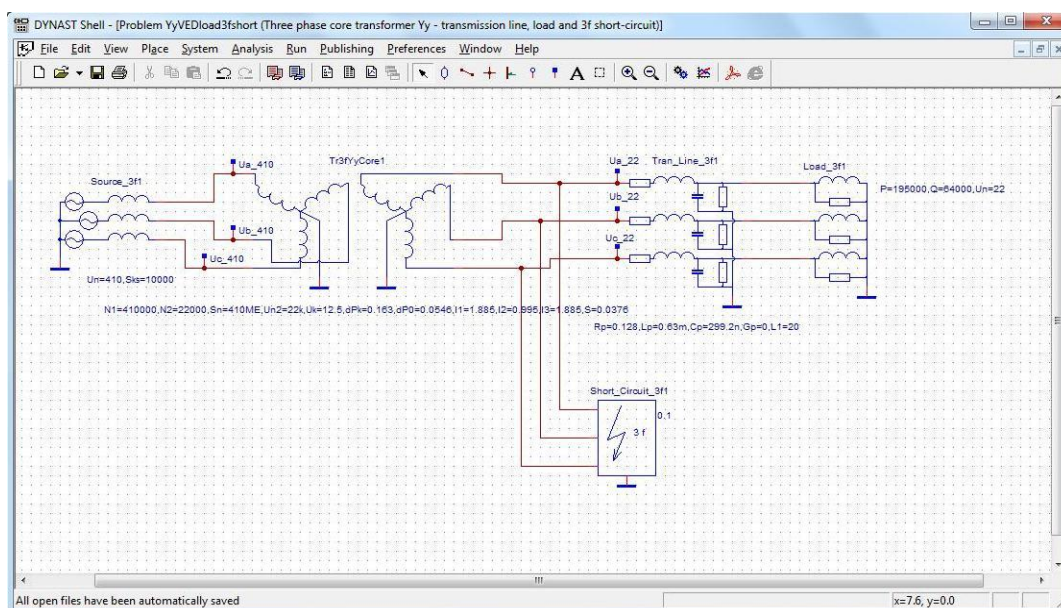 DYNAST Shell - [Problem YyVEDload3fshort (Three phase core transformer Yy - transmission line, load and 3f short-circuit)]
File Edit View Place System Analysis Run Publishing Preferences Window Help
Ua_410
Tr3fYyCore1
Ua_22
Tran_Line_3f1
Load_3f1
Source_3f1
P=195000,Q=64000,Un=22
Ub_22
Ub_410
Uc_22
Uc_410
Un=410,Sks=10000
N1=410000,N2=22000,Sn=410ME,Un2=22k,Uk=12.5,dPk=0.163,dP0=0.0546,I1=1.885,I2=0.995,I3=1.885,S=0.0376
Rp=0.128,Lp=0.63m,Cp=299.2n,Gp=0,L1=20
Short_Circuit_3f1
0.1
3 f
All open files have been automatically saved
x=7.6, y=0.0